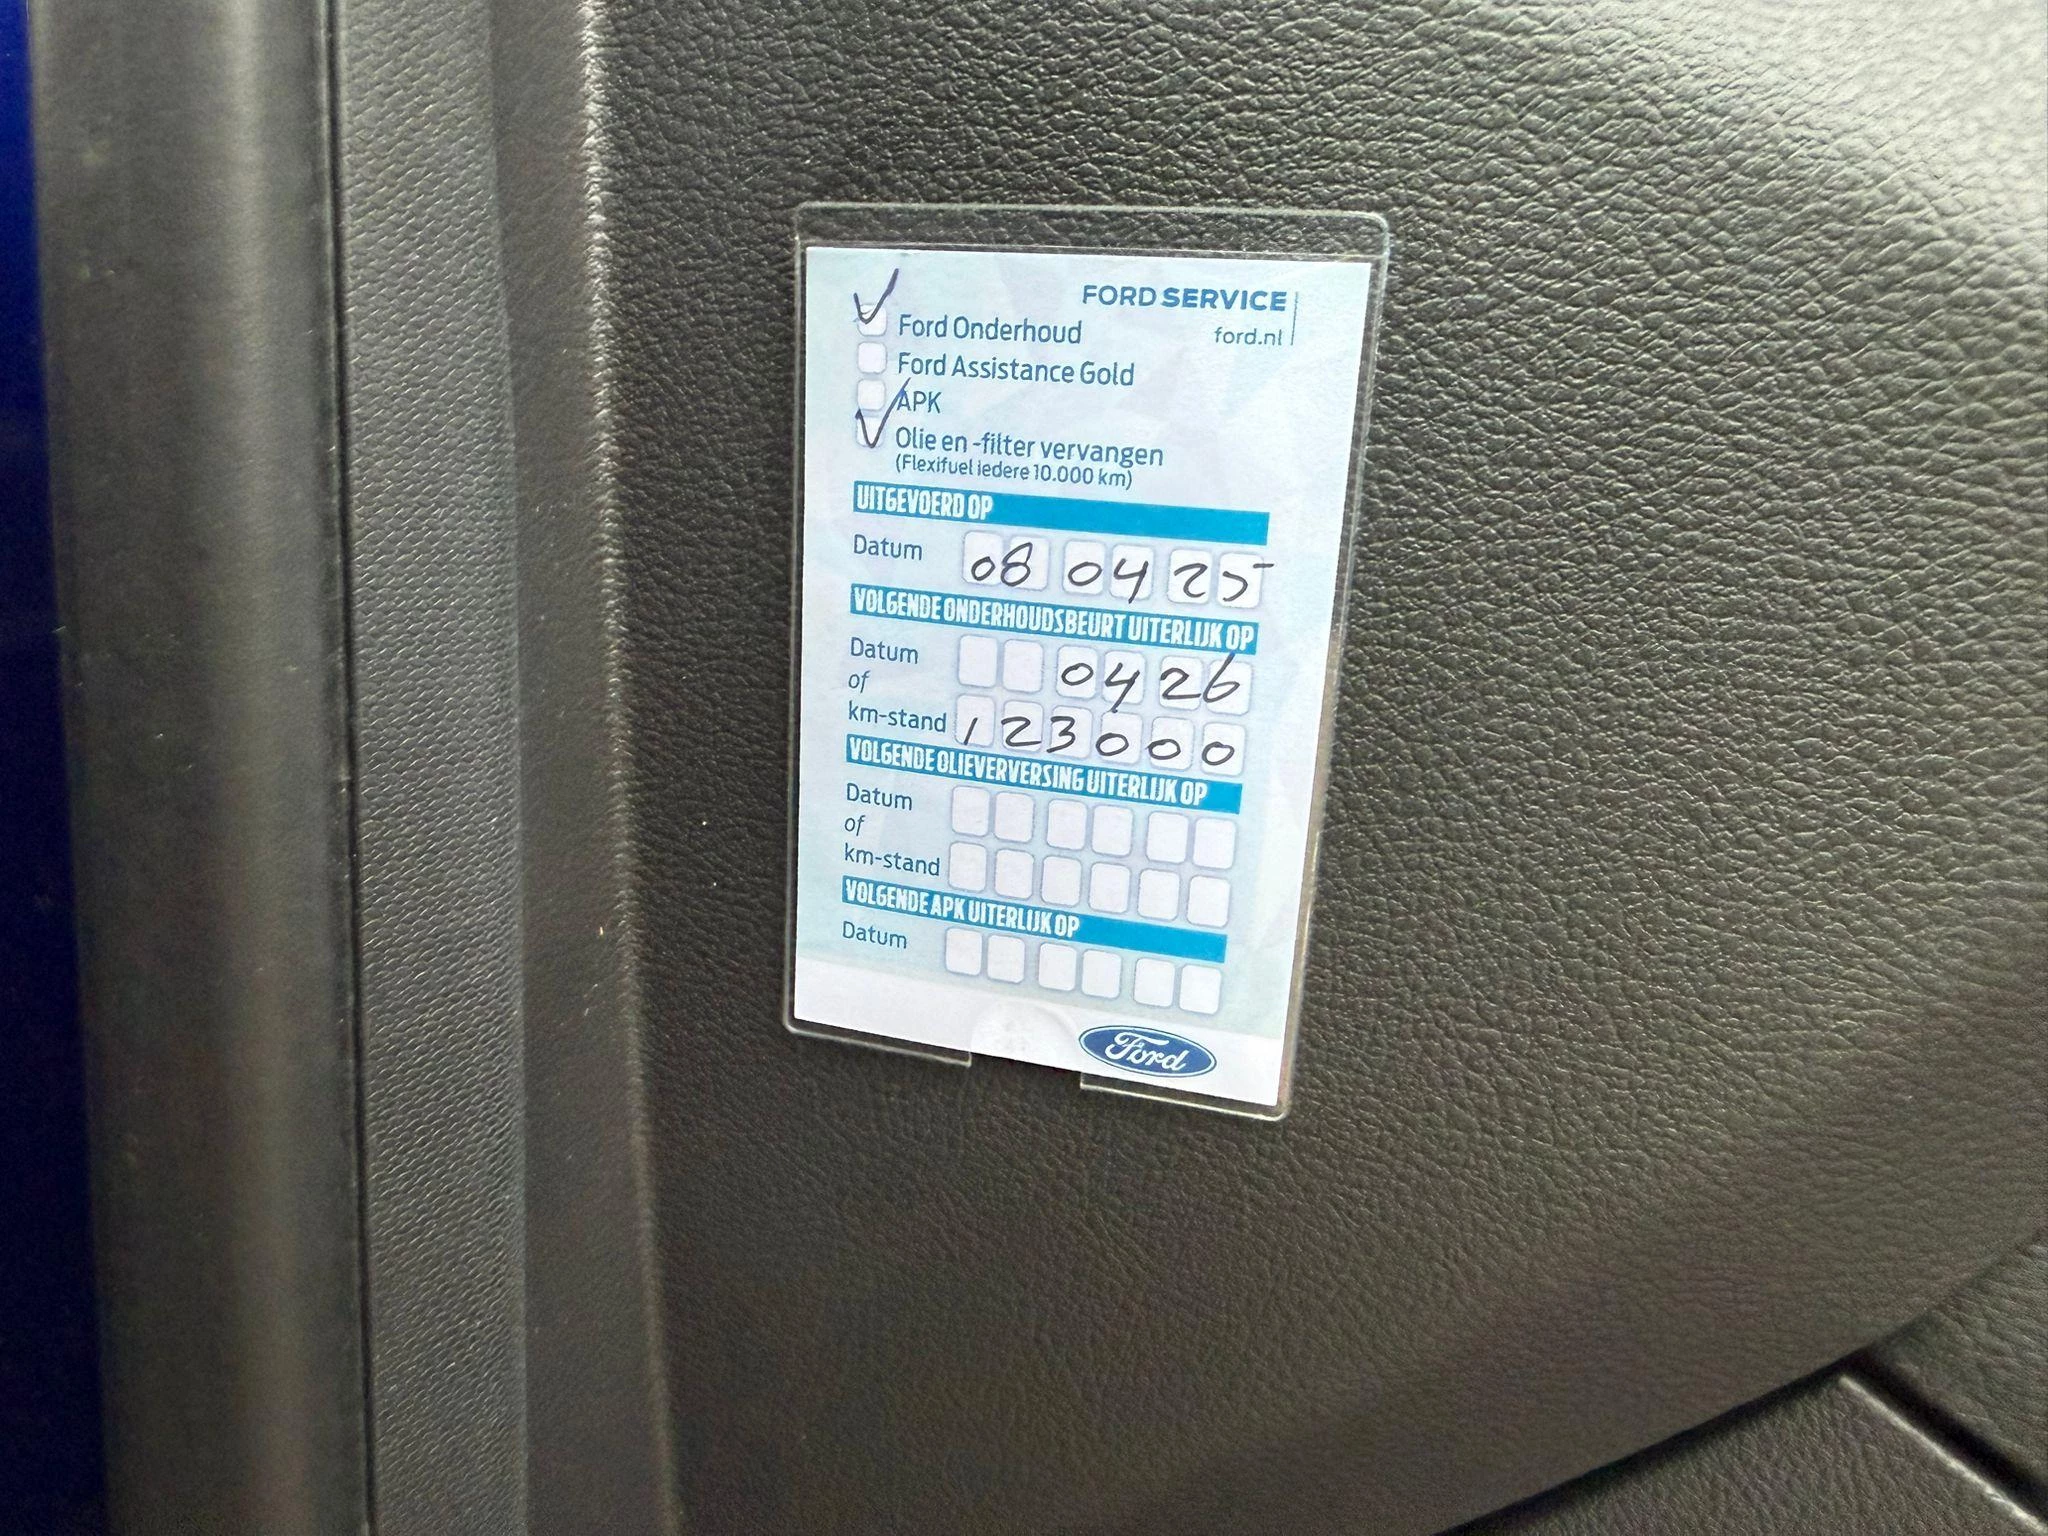 FORD SERVICE
ford.nl
Ford Onderhoud
Ford Assistance Gold
APK
Olie en -filter vervangen
(Flexifuel iedere 10.000 km)
UITGEVOERD OP
Datum 08 04 25
VOLGENDE ONDERHOUDSBEURT UITERLIJK OP
Datum 04 26
of
km-stand 123000
VOLGENDE OLIEVERVERSING UITERLIJK OP
Datum
of
km-stand
VOLGENDE APK UITERLIJK OP
Datum
Ford